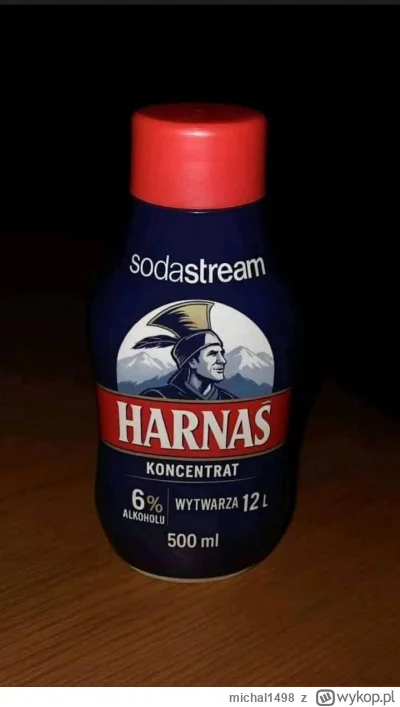 sodastream
HARNAŚ
KONCENTRAT
6% ALKOHOLU
WYTWARZA 12 L
500 ml
michal1498 z wykop.pl